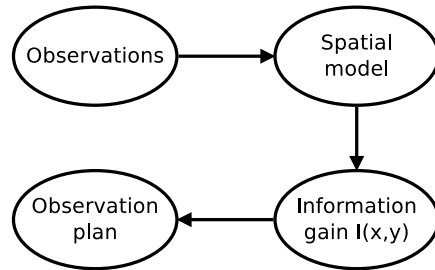 Observations
Spatial
model
Observation
plan
Information
gain I(x,y)